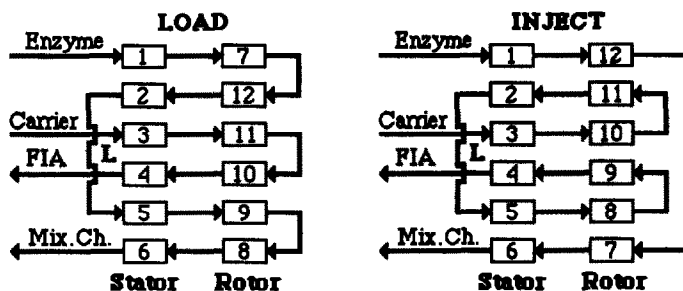 LOAD INJECT
Enzyme 1 7 Enzyme 1 12
2 12 2 11
Carrier 3 11 Carrier 3 10
FIA L 4 10 FIA L 4 9
5 9 5 8
Mix.Ch. 6 8 Mix.Ch. 6 7
Stator Rotor Stator Rotor